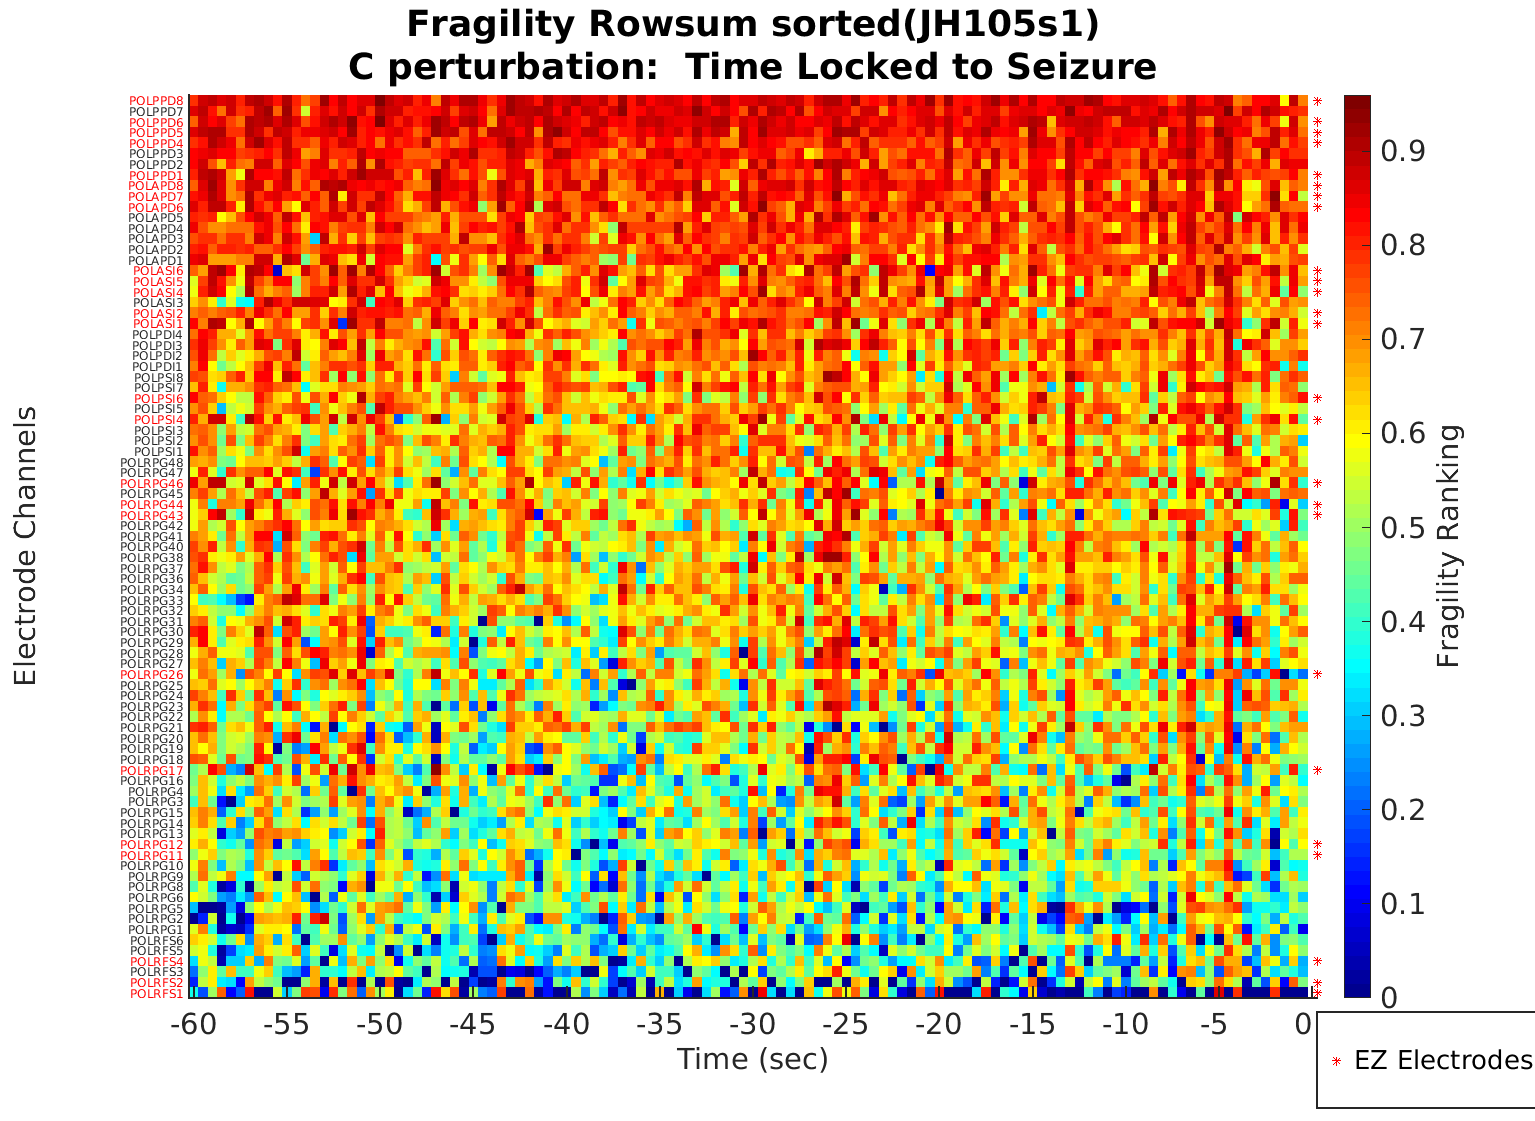 Fragility Rowsum sorted(JH105s1)
C perturbation:  Time Locked to Seizure
Electrode Channels
POLPPD8
POLPPD7
POLPPD6
POLPPD5
POLPPD4
POLPPD3
POLPPD2
POLPPD1
POLAPD8
POLAPD7
POLAPD6
POLAPD5
POLAPD4
POLAPD3
POLAPD2
POLAPD1
POLASI6
POLASI5
POLASI4
POLASI3
POLASI2
POLASI1
POLPDI4
POLPDI3
POLPDI2
POLPDI1
POLPSI8
POLPSI7
POLPSI6
POLPSI5
POLPSI4
POLPSI3
POLPSI2
POLPSI1
POLRPG48
POLRPG47
POLRPG46
POLRPG45
POLRPG44
POLRPG43
POLRPG42
POLRPG41
POLRPG40
POLRPG38
POLRPG37
POLRPG36
POLRPG34
POLRPG33
POLRPG32
POLRPG31
POLRPG30
POLRPG29
POLRPG28
POLRPG27
POLRPG26
POLRPG25
POLRPG24
POLRPG23
POLRPG22
POLRPG21
POLRPG20
POLRPG19
POLRPG18
POLRPG17
POLRPG16
POLRPG4
POLRPG3
POLRPG15
POLRPG14
POLRPG13
POLRPG12
POLRPG11
POLRPG10
POLRPG9
POLRPG8
POLRPG6
POLRPG5
POLRPG2
POLRPG1
POLRFS6
POLRFS5
POLRFS4
POLRFS3
POLRFS2
POLRFS1
-60 -55 -50 -45 -40 -35 -30 -25 -20 -15 -10 -5 0
Time (sec)
0.9
0.8
0.7
0.6
0.5
0.4
0.3
0.2
0.1
0
Fragility Ranking
EZ Electrodes